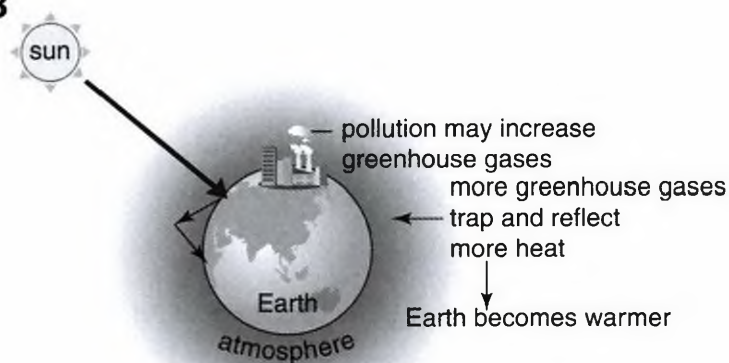 B
sun
pollution may increase
greenhouse gases
more greenhouse gases
trap and reflect
more heat
Earth becomes warmer
Earth
atmosphere